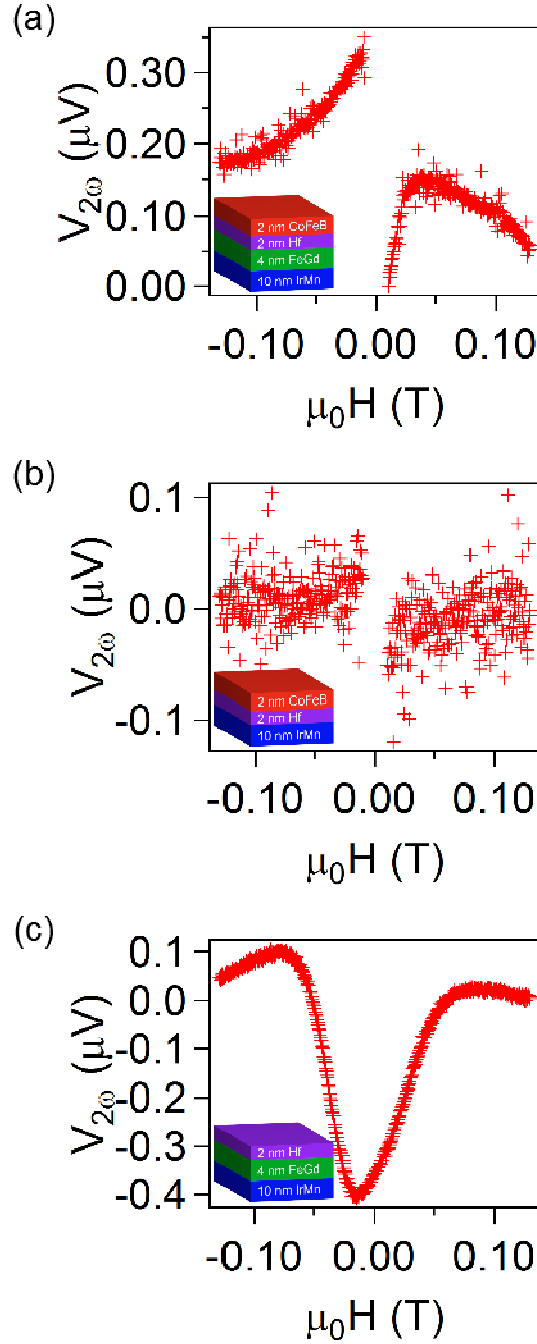 (a)
V2ω (μV)
0.30
0.20
0.10
0.00
2 nm CoFeB
2 nm Hf
4 nm FeGd
10 nm IrMn
-0.10 0.00 0.10
μ0H (T)
(b)
V2ω (μV)
0.1
0.0
-0.1
2 nm CoFeB
2 nm Hf
10 nm IrMn
-0.10 0.00 0.10
μ0H (T)
(c)
V2ω (μV)
0.1
0.0
-0.1
-0.2
-0.3
-0.4
2 nm Hf
4 nm FeGd
10 nm IrMn
-0.10 0.00 0.10
μ0H (T)